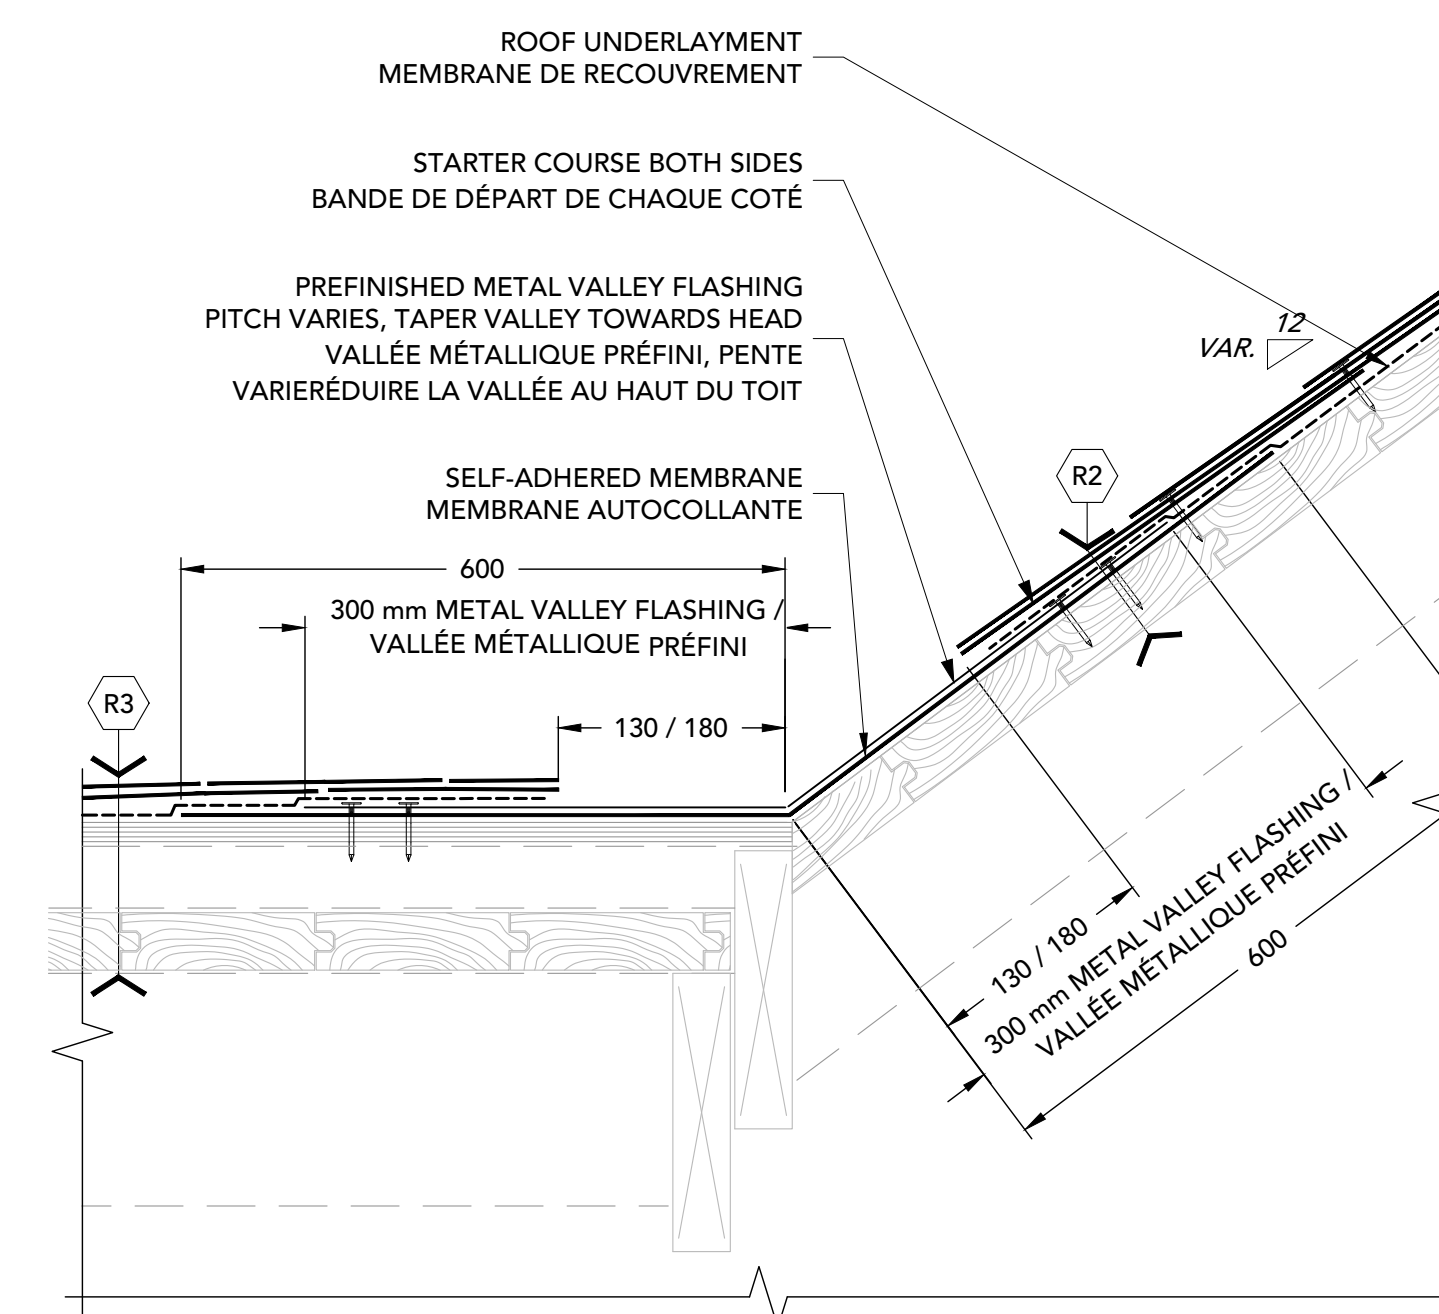 ROOF UNDERLAYMENT
MEMBRANE DE RECOUVREMENT
STARTER COURSE BOTH SIDES
BANDE DE DÉPART DE CHAQUE COTÉ
PREFINISHED METAL VALLEY FLASHING
PITCH VARIES, TAPER VALLEY TOWARDS HEAD
VALLÉE MÉTALLIQUE PRÉFINI, PENTE
VARIERÉDUIRE LA VALLÉE AU HAUT DU TOIT
12
VAR.
SELF-ADHERED MEMBRANE
MEMBRANE AUTOCOLLANTE
R2
600
300 mm METAL VALLEY FLASHING /
VALLÉE MÉTALLIQUE PRÉFINI
R3
130 / 180
130 / 180
300 mm METAL VALLEY FLASHING /
VALLÉE MÉTALLIQUE PRÉFINI
600